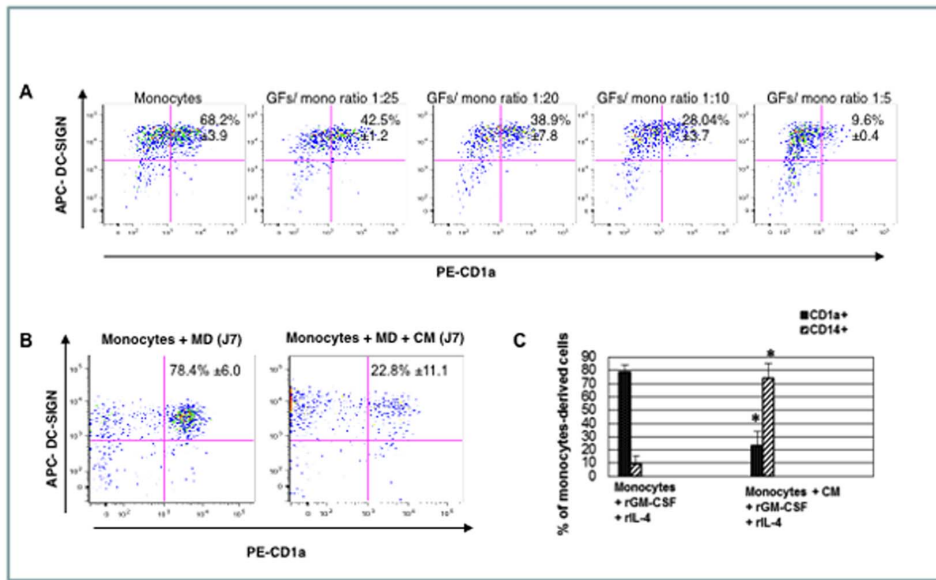 A
Monocytes
GFs/ mono ratio 1:25
GFs/ mono ratio 1:20
GFs/ mono ratio 1:10
GFs/ mono ratio 1:5
68,2%
±3.9
42.5%
±1.2
38.9%
±7.8
28.04%
±3.7
9.6%
±0.4
APC- DC-SIGN
PE-CD1a
B
Monocytes + MD (J7)
Monocytes + MD + CM (J7)
78.4% ±6.0
22.8% ±11.1
APC- DC-SIGN
PE-CD1a
C
CD1a+
CD14+
% of monocytes-derived cells
90
80
70
60
50
40
30
20
10
0
*
*
Monocytes
+ rGM-CSF
+ rIL-4
Monocytes + CM
+ rGM-CSF
+ rIL-4